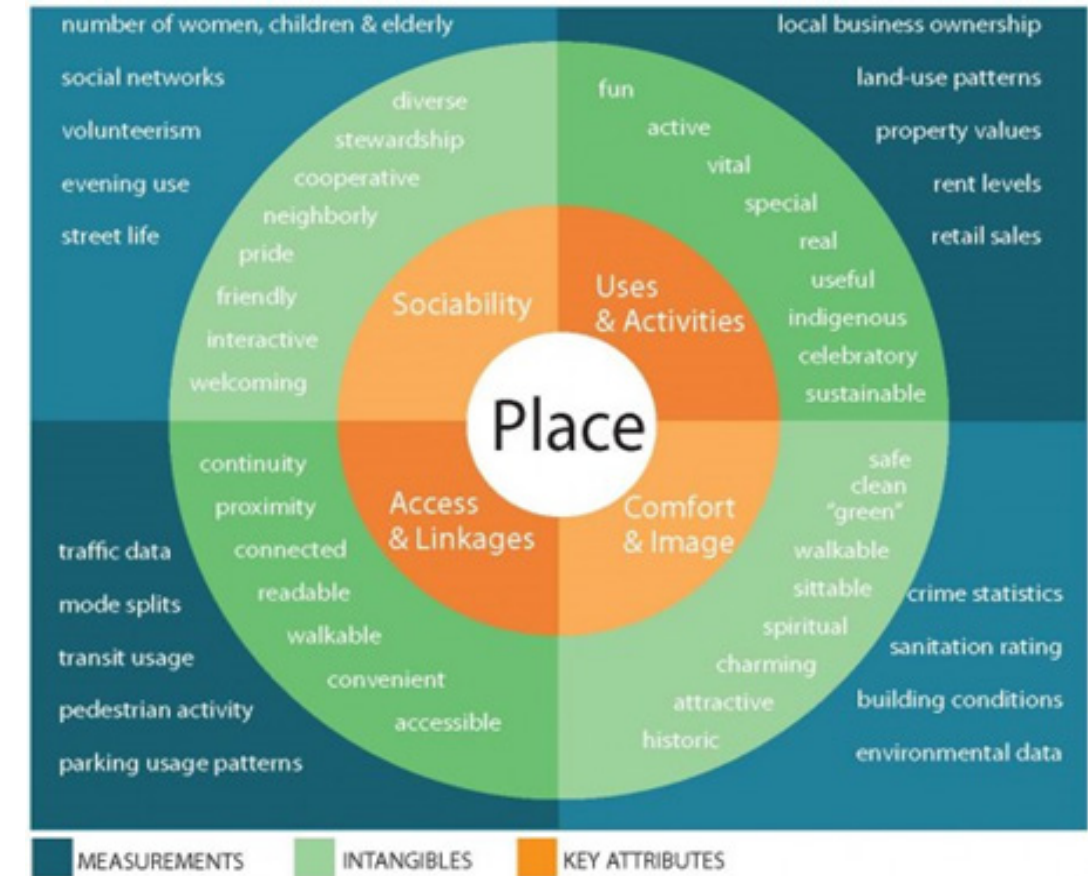 number of women, children & elderly
social networks
volunteerism
evening use
street life
local business ownership
land-use patterns
property values
rent levels
retail sales
diverse
stewardship
cooperative
neighborly
pride
friendly
interactive
welcoming
fun
active
vital
special
real
useful
indigenous
celebratory
sustainable
Sociability
Uses
& Activities
Place
Access
& Linkages
Comfort
& Image
continuity
proximity
connected
readable
walkable
convenient
accessible
safe
clean
"green"
walkable
sittable
spiritual
charming
attractive
historic
traffic data
mode splits
transit usage
pedestrian activity
parking usage patterns
crime statistics
sanitation rating
building conditions
environmental data
MEASUREMENTS
INTANGIBLES
KEY ATTRIBUTES